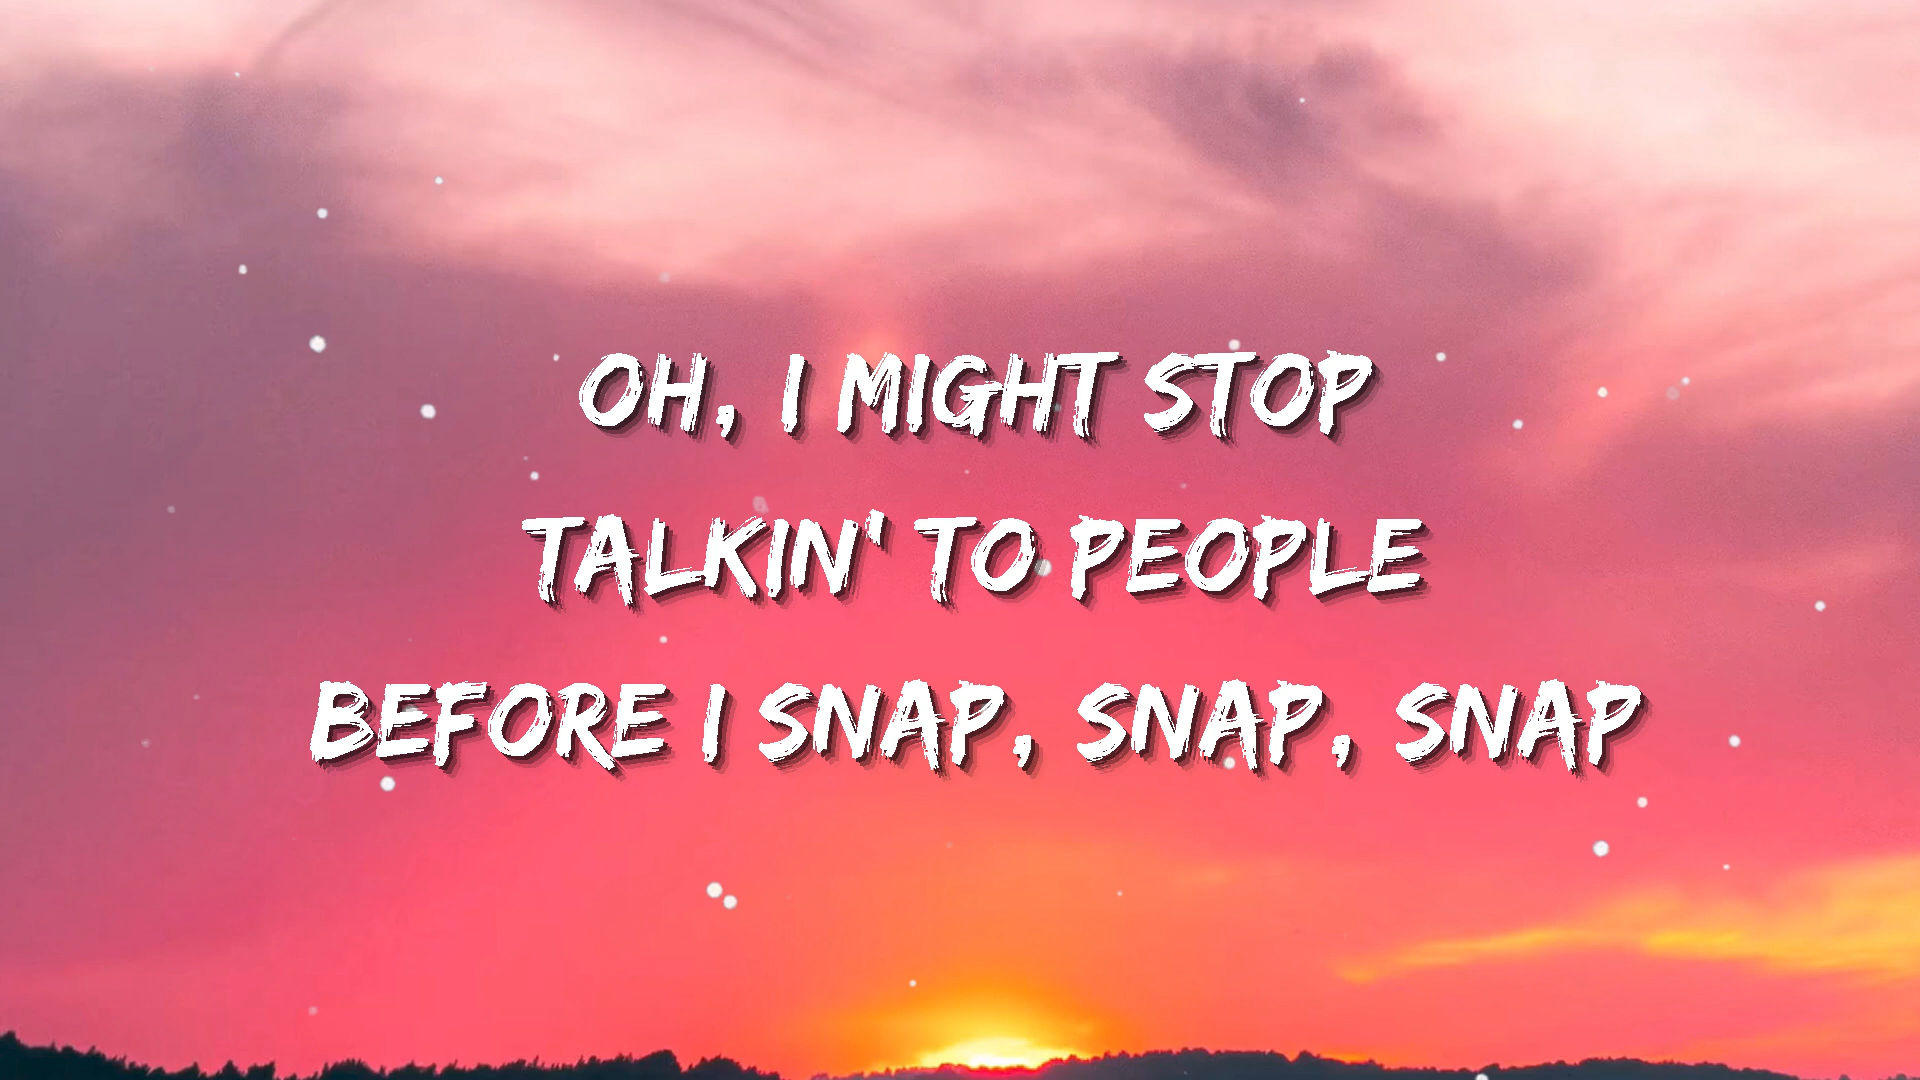 OH, I MIGHT STOP
TALKIN' TO PEOPLE
BEFORE I SNAP, SNAP, SNAP